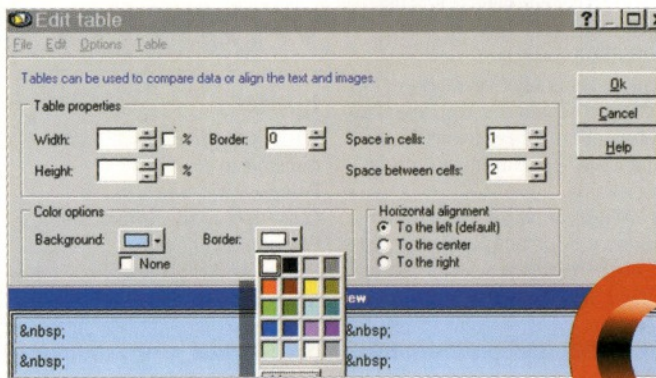 Edit table
File Edit Options Table
Tables can be used to compare data or align the text and images.
Ok
Cancel
Help
Table properties
Width: % Border: 0 Space in cells: 1
Height: % Space between cells: 2
Color options
Background: Border:
None
Horizontal alignment
To the left (default)
To the center
To the right
&nbsp; &nbsp;
&nbsp; &nbsp;